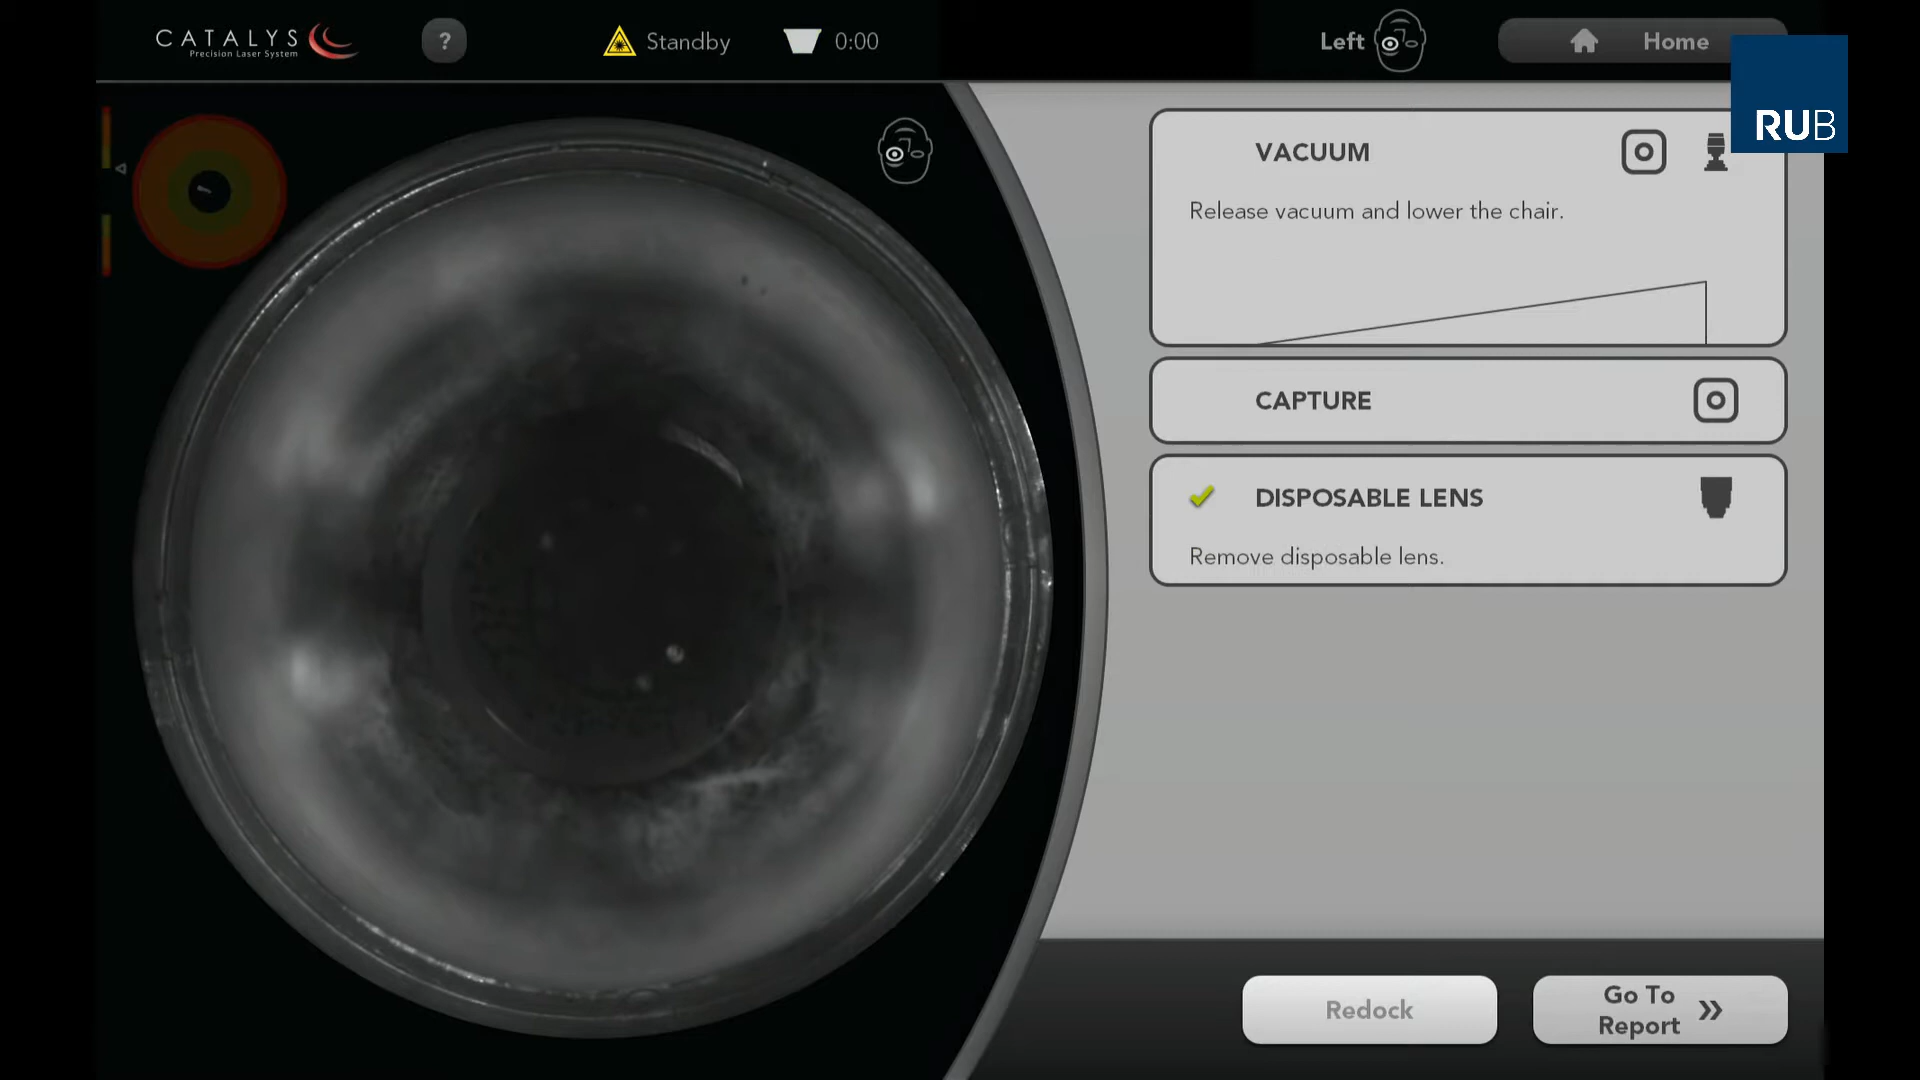 CATALYS
Precision Laser System
?
Standby
0:00
Left
Home
RUB
VACUUM
Release vacuum and lower the chair.
CAPTURE
DISPOSABLE LENS
Remove disposable lens.
Redock
Go To
Report